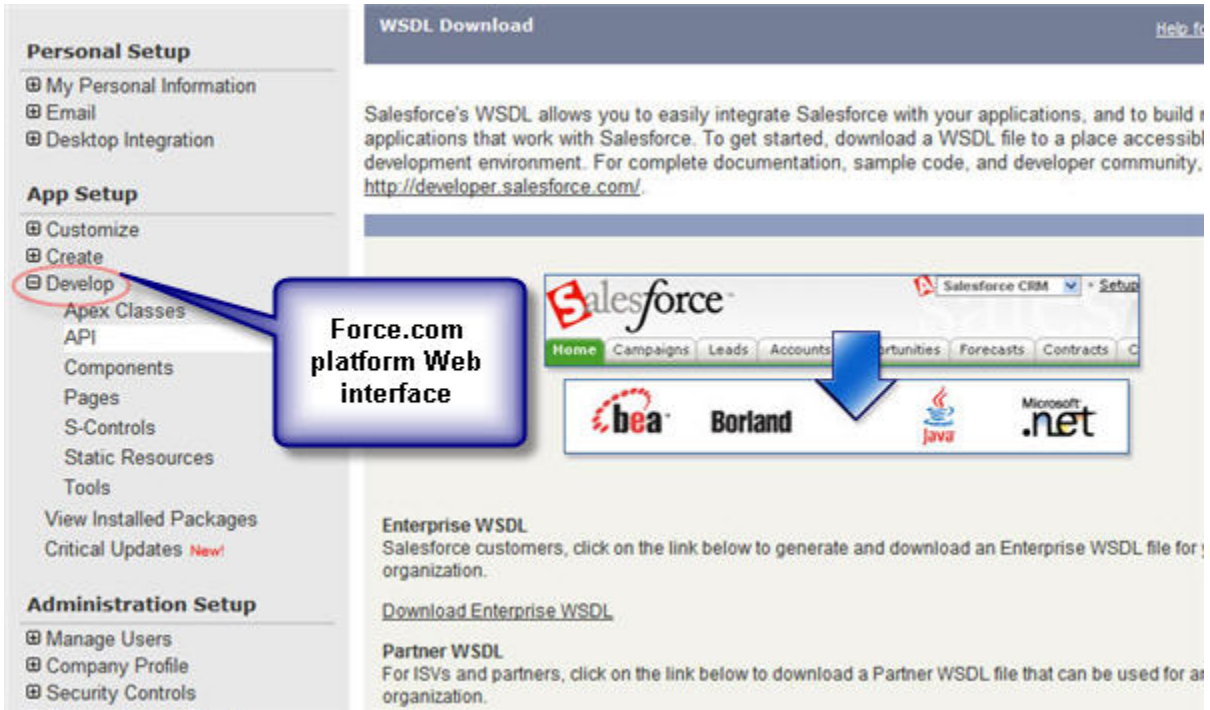 Personal Setup
My Personal Information
Email
Desktop Integration
App Setup
Customize
Create
Develop
Apex Classes
API
Components
Pages
S-Controls
Static Resources
Tools
View Installed Packages
Critical Updates New!
Administration Setup
Manage Users
Company Profile
Security Controls
Force.com
platform Web
interface
WSDL Download
Help
Salesforce's WSDL allows you to easily integrate Salesforce with your applications, and to build
applications that work with Salesforce. To get started, download a WSDL file to a place
development environment. For complete documentation, sample code, and developer community,
http://developer.salesforce.com/.
Salesforce
Salesforce CRM
Setup
Home Campaigns Leads Accounts Forecasts Contracts
bea
Borland
Java
Microsoft
.net
Enterprise WSDL
Salesforce customers, click on the link below to generate and download an Enterprise WSDL file for
organization.
Download Enterprise WSDL
Partner WSDL
For ISVs and partners, click on the link below to download a Partner WSDL file that can be used for
organization.